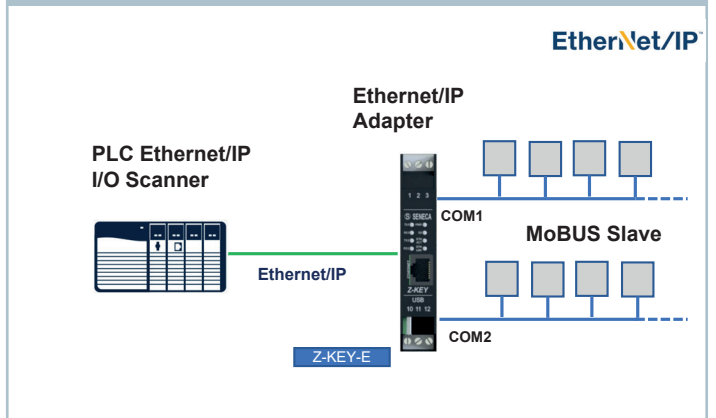 EtherNet/IP
Ethernet/IP
Adapter
PLC Ethernet/IP
I/O Scanner
1 2 3
SENECA
COM1
MoBUS Slave
Ethernet/IP
Z-KEY
USB
10 11 12
COM2
Z-KEY-E